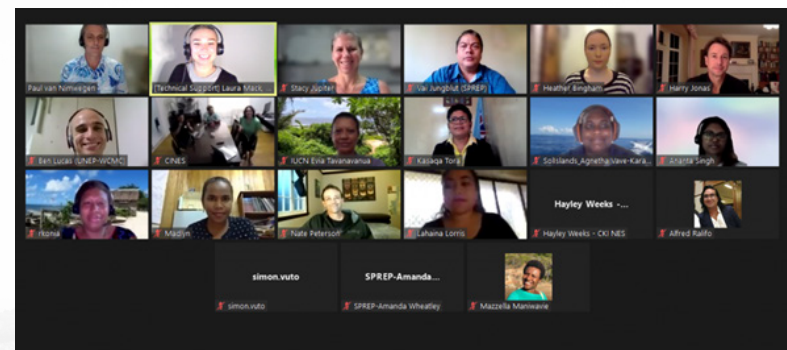 Paul van Nimwegen
[Technical Support] Laura Mack,
Stacy Jupiter
Vai Jungblut (SPREP)
Heather Bingham
Harry Jonas
Ben Lucas (UNEP-WCMC)
CINES
IUCN Evia Tavanavanua
Kasaqa Tora
SolIslands_Agnetha Vave-Kara...
Ananta Singh
rkonia
Madlyn
Nate Peterson
Lahaina Lorris
Hayley Weeks -...
Hayley Weeks - CKI NES
Alfred Ralifo
simon.vuto
SPREP-Amanda...
simon.vuto
SPREP-Amanda Wheatley
Mazzella Maniwavie